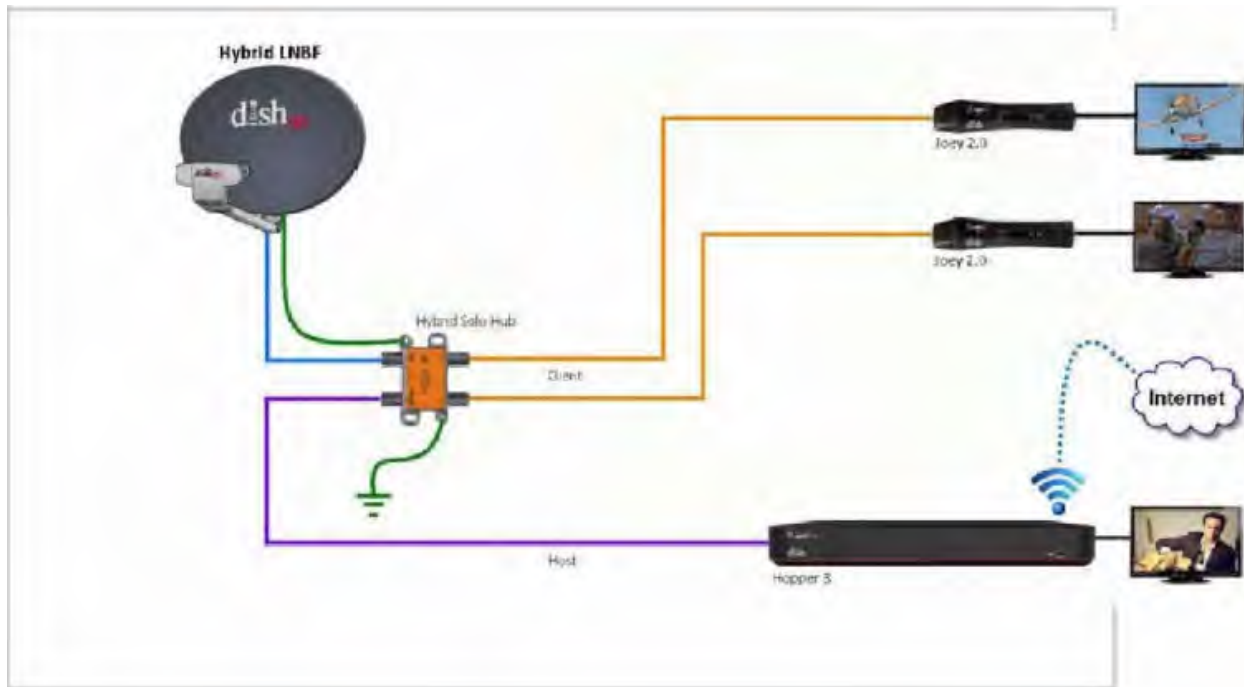 Hybrid LNBF
dish
Joey 2.0
Joey 2.0
Hybrid Solo Hub
Client
Internet
Host
Hopper 3